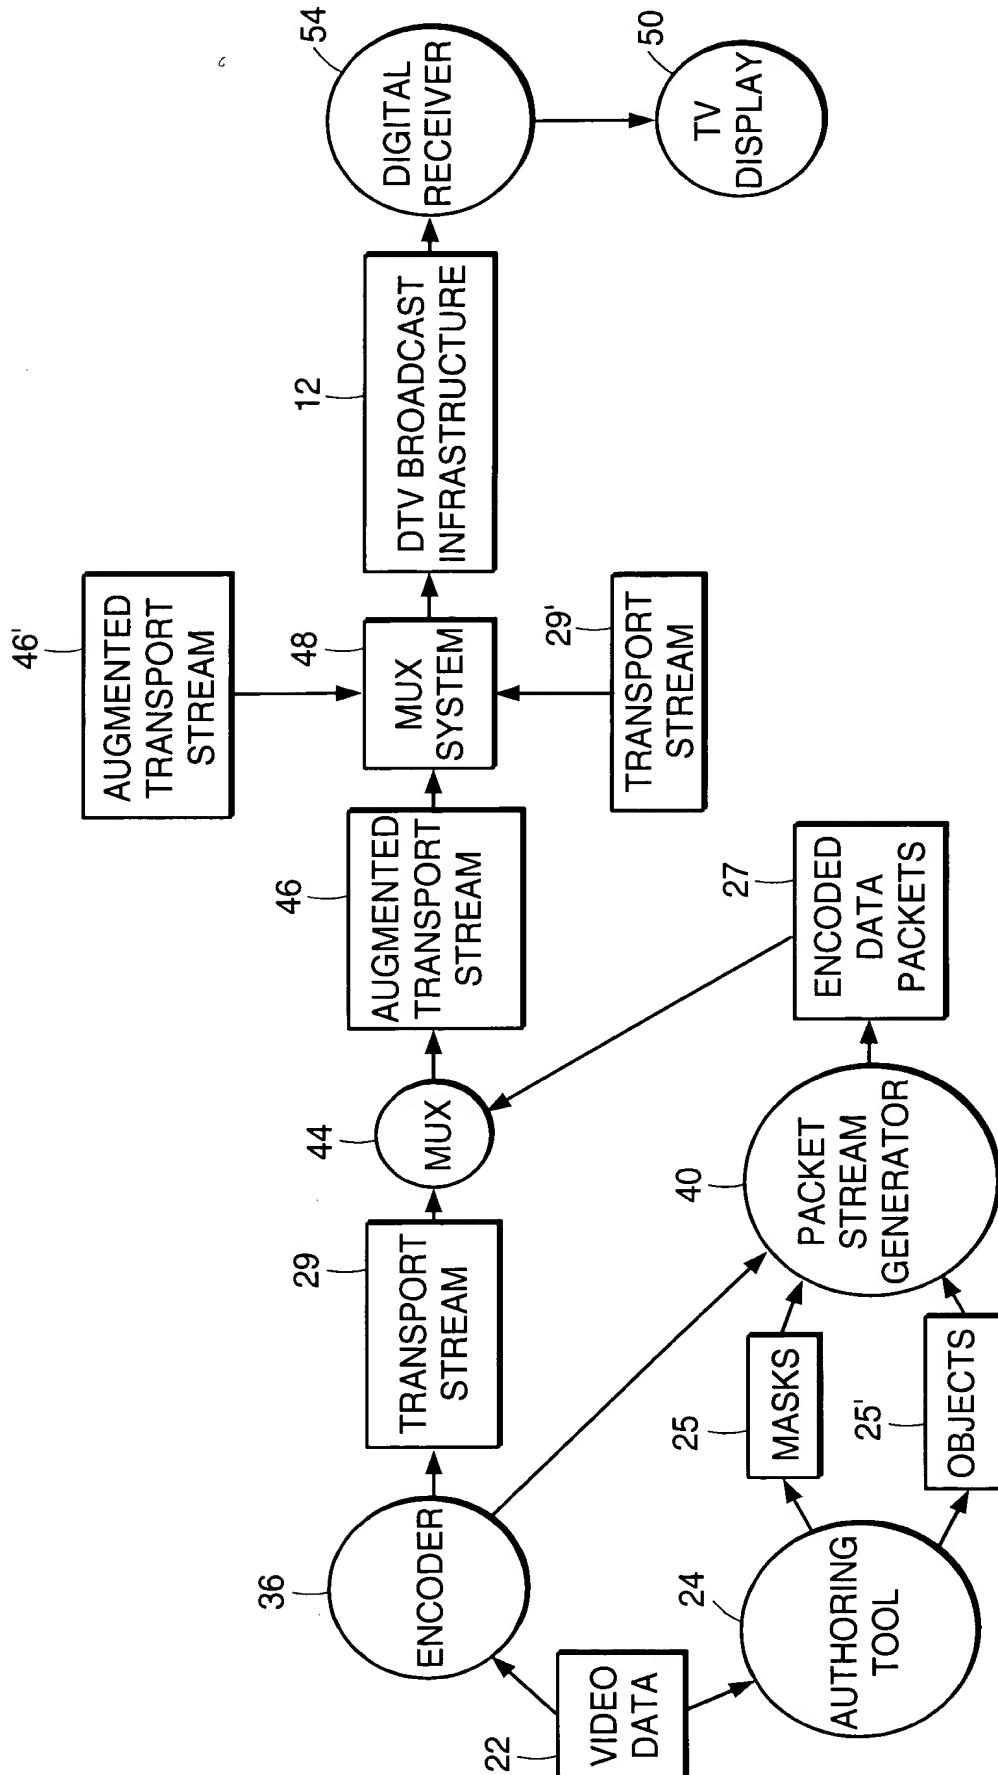 22
VIDEO
DATA
36
ENCODER
24
AUTHORING
TOOL
29
TRANSPORT
STREAM
25
MASKS
25'
OBJECTS
44
MUX
40
PACKET
STREAM
GENERATOR
46
AUGMENTED
TRANSPORT
STREAM
27
ENCODED
DATA
PACKETS
46'
AUGMENTED
TRANSPORT
STREAM
48
MUX
SYSTEM
29'
TRANSPORT
STREAM
12
DTV BROADCAST
INFRASTRUCTURE
54
DIGITAL
RECEIVER
50
TV
DISPLAY